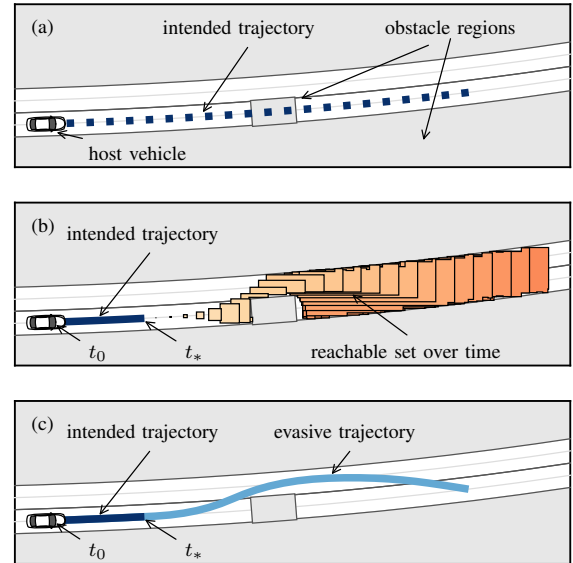 (a)
intended trajectory
obstacle regions
host vehicle
(b)
intended trajectory
t₀
t∗
reachable set over time
(c)
intended trajectory
evasive trajectory
t₀
t∗